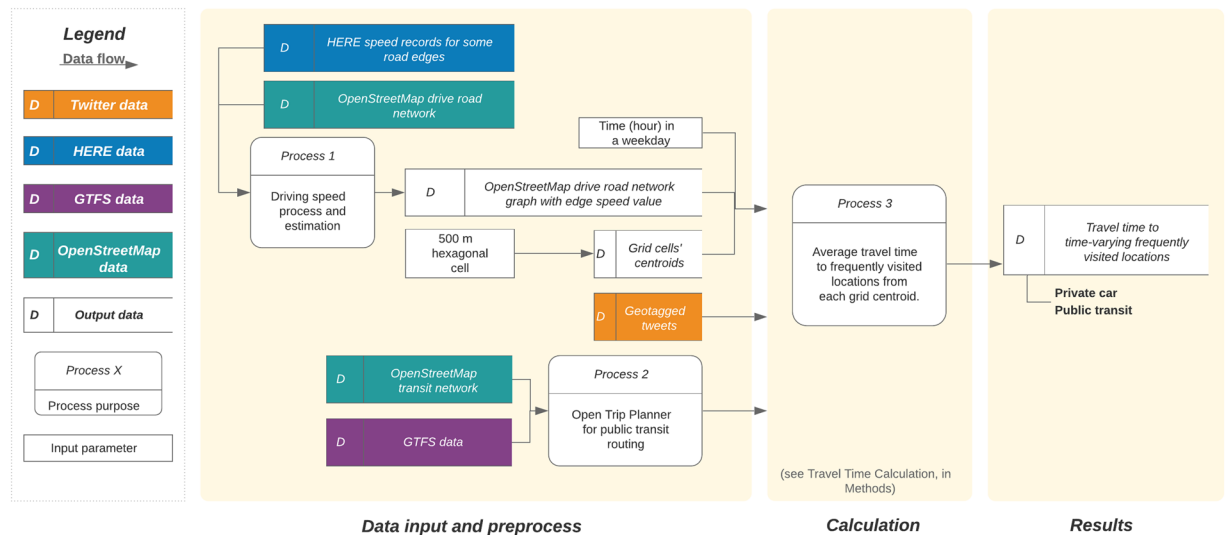 Legend
Data flow
D Twitter data
D HERE data
D GTFS data
D OpenStreetMap
data
D Output data
Process X
Process purpose
Input parameter
D HERE speed records for some
road edges
D OpenStreetMap drive road
network
Time (hour) in
a weekday
Process 1
Driving speed
process and
estimation
D OpenStreetMap drive road network
graph with edge speed value
500 m
hexagonal
cell
D Grid cells'
centroids
D Geotagged
tweets
D OpenStreetMap
transit network
D GTFS data
Process 2
Open Trip Planner
for public transit
routing
Data input and preprocess
Process 3
Average travel time
to frequently visited
locations from
each grid centroid.
(see Travel Time Calculation, in
Methods)
Calculation
D Travel time to
time-varying frequently
visited locations
Private car
Public transit
Results